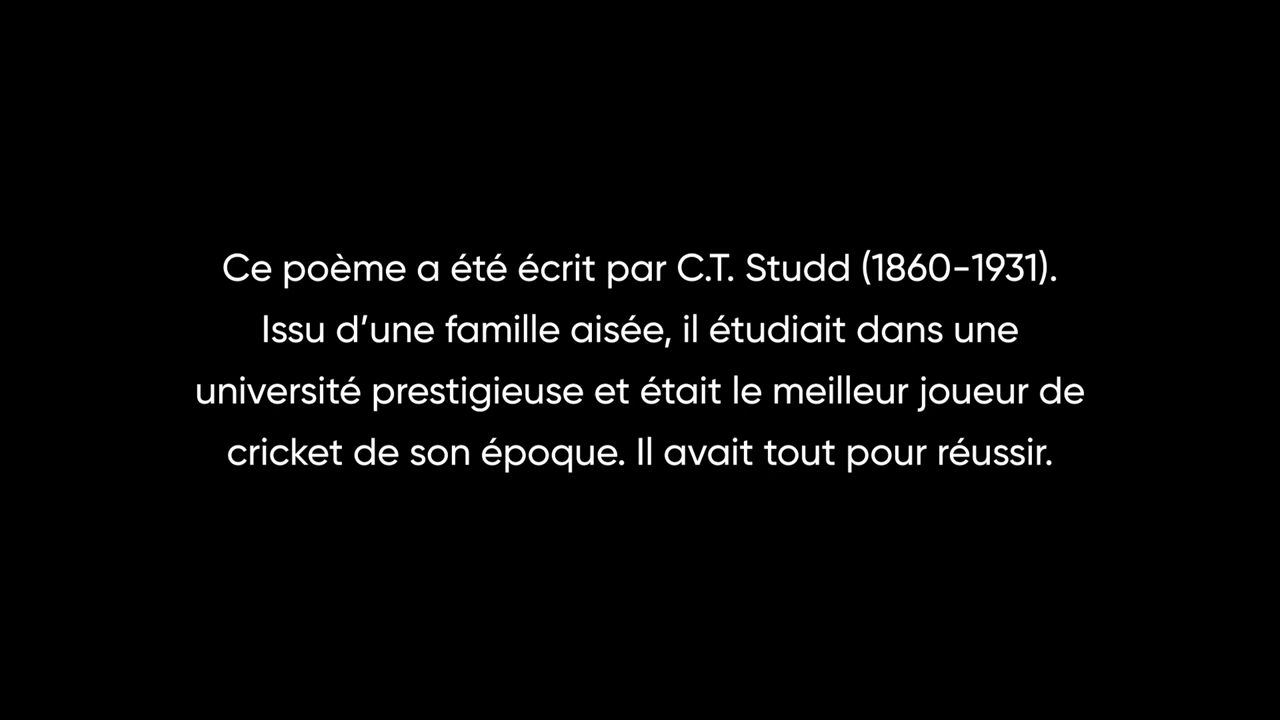 Ce poème a été écrit par C.T. Studd (1860-1931).
Issu d’une famille aisée, il étudiait dans une
université prestigieuse et était le meilleur joueur de
cricket de son époque. Il avait tout pour réussir.